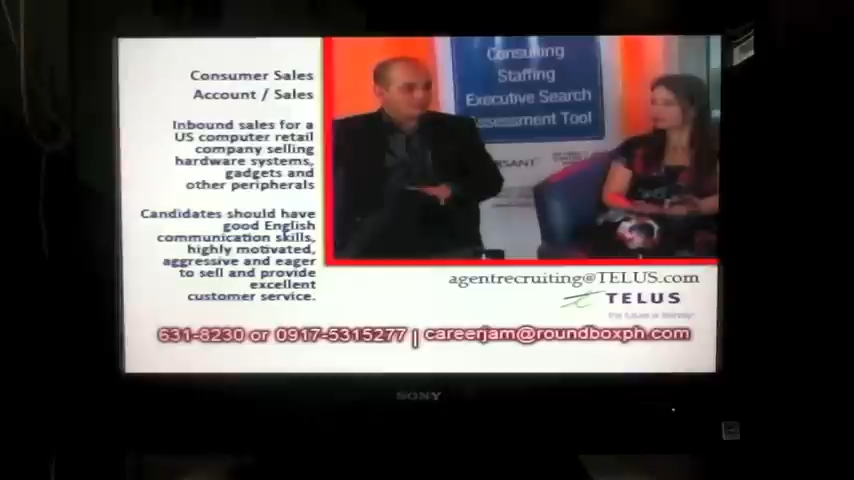 Consumer Sales
Account / Sales
Inbound sales for a
US computer retail
company selling
hardware systems,
gadgets and
other peripherals
Candidates should have
good English
communication skills,
highly motivated,
aggressive and eager
to sell and provide
excellent
customer service.
Consulting
Staffing
Executive Search
Assessment Tool
agentrecruiting@TELUS.com
TELUS
631-8230 or 0917-5315277 | careerjam@roundboxph.com
SONY